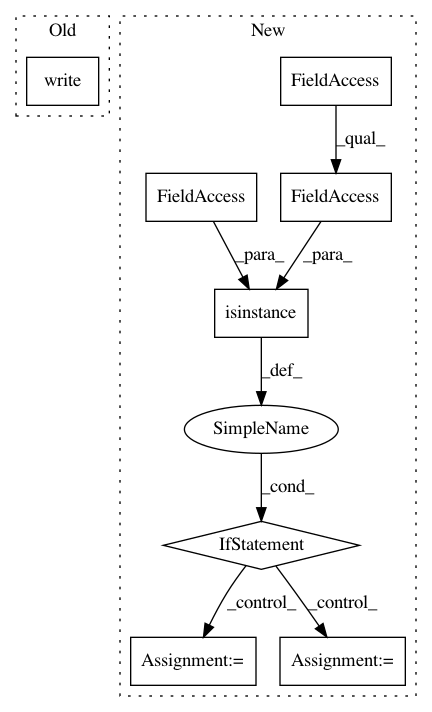 Old
New
write
FieldAccess
_qual_
FieldAccess
FieldAccess
_para_
_para_
isinstance
_def_
SimpleName
_cond_
IfStatement
_control_
_control_
Assignment:=
Assignment:=